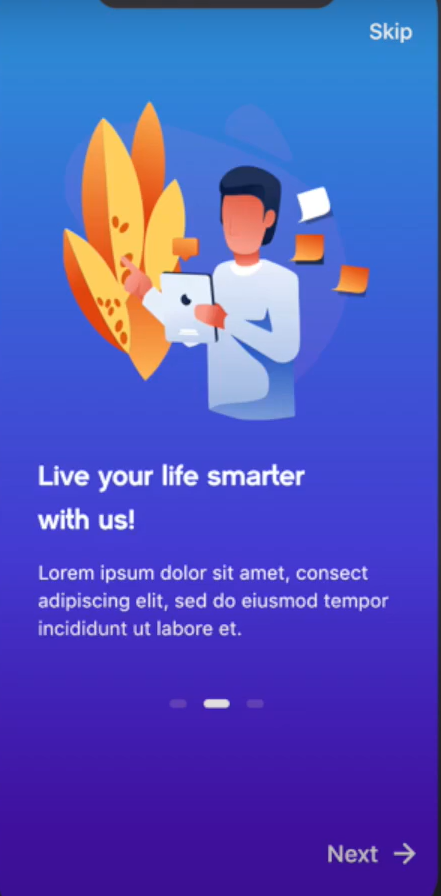 Skip
Live your life smarter
with us!
Lorem ipsum dolor sit amet, consect
adipiscing elit, sed do eiusmod tempor
incididunt ut labore et.
Next →